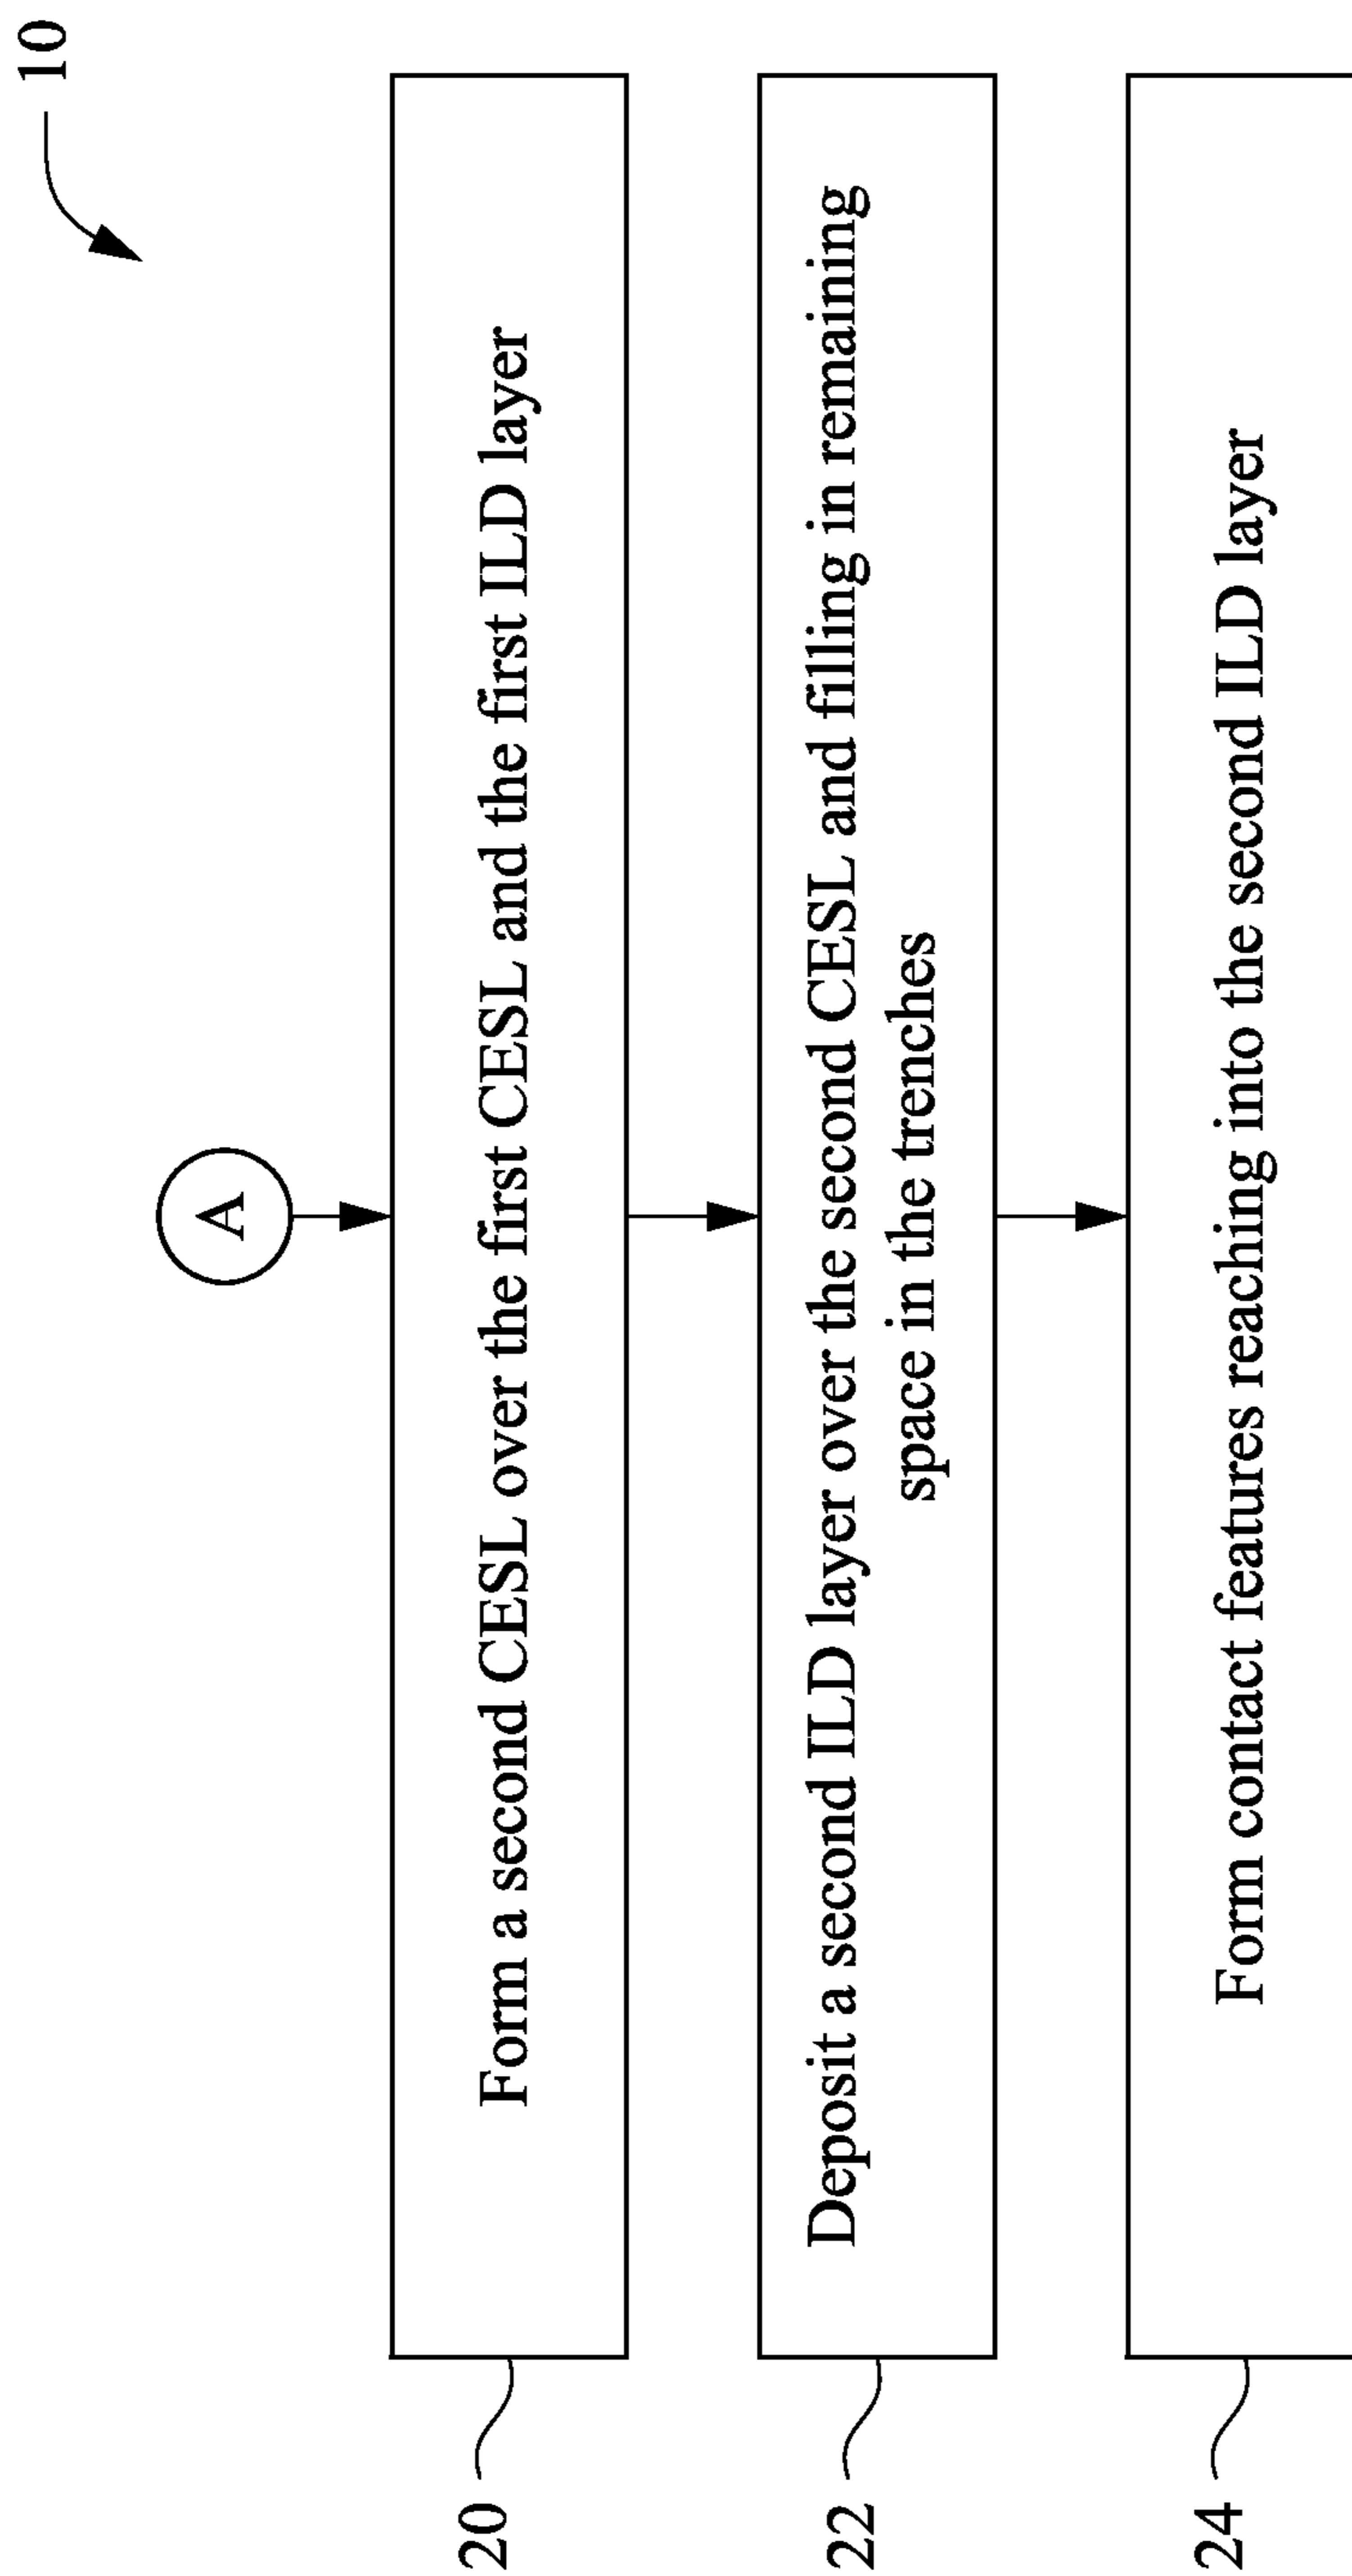 10
A
20
Form a second CESL over the first CESL and the first ILD layer
22
Deposit a second ILD layer over the second CESL and filling in remaining
space in the trenches
24
Form contact features reaching into the second ILD layer